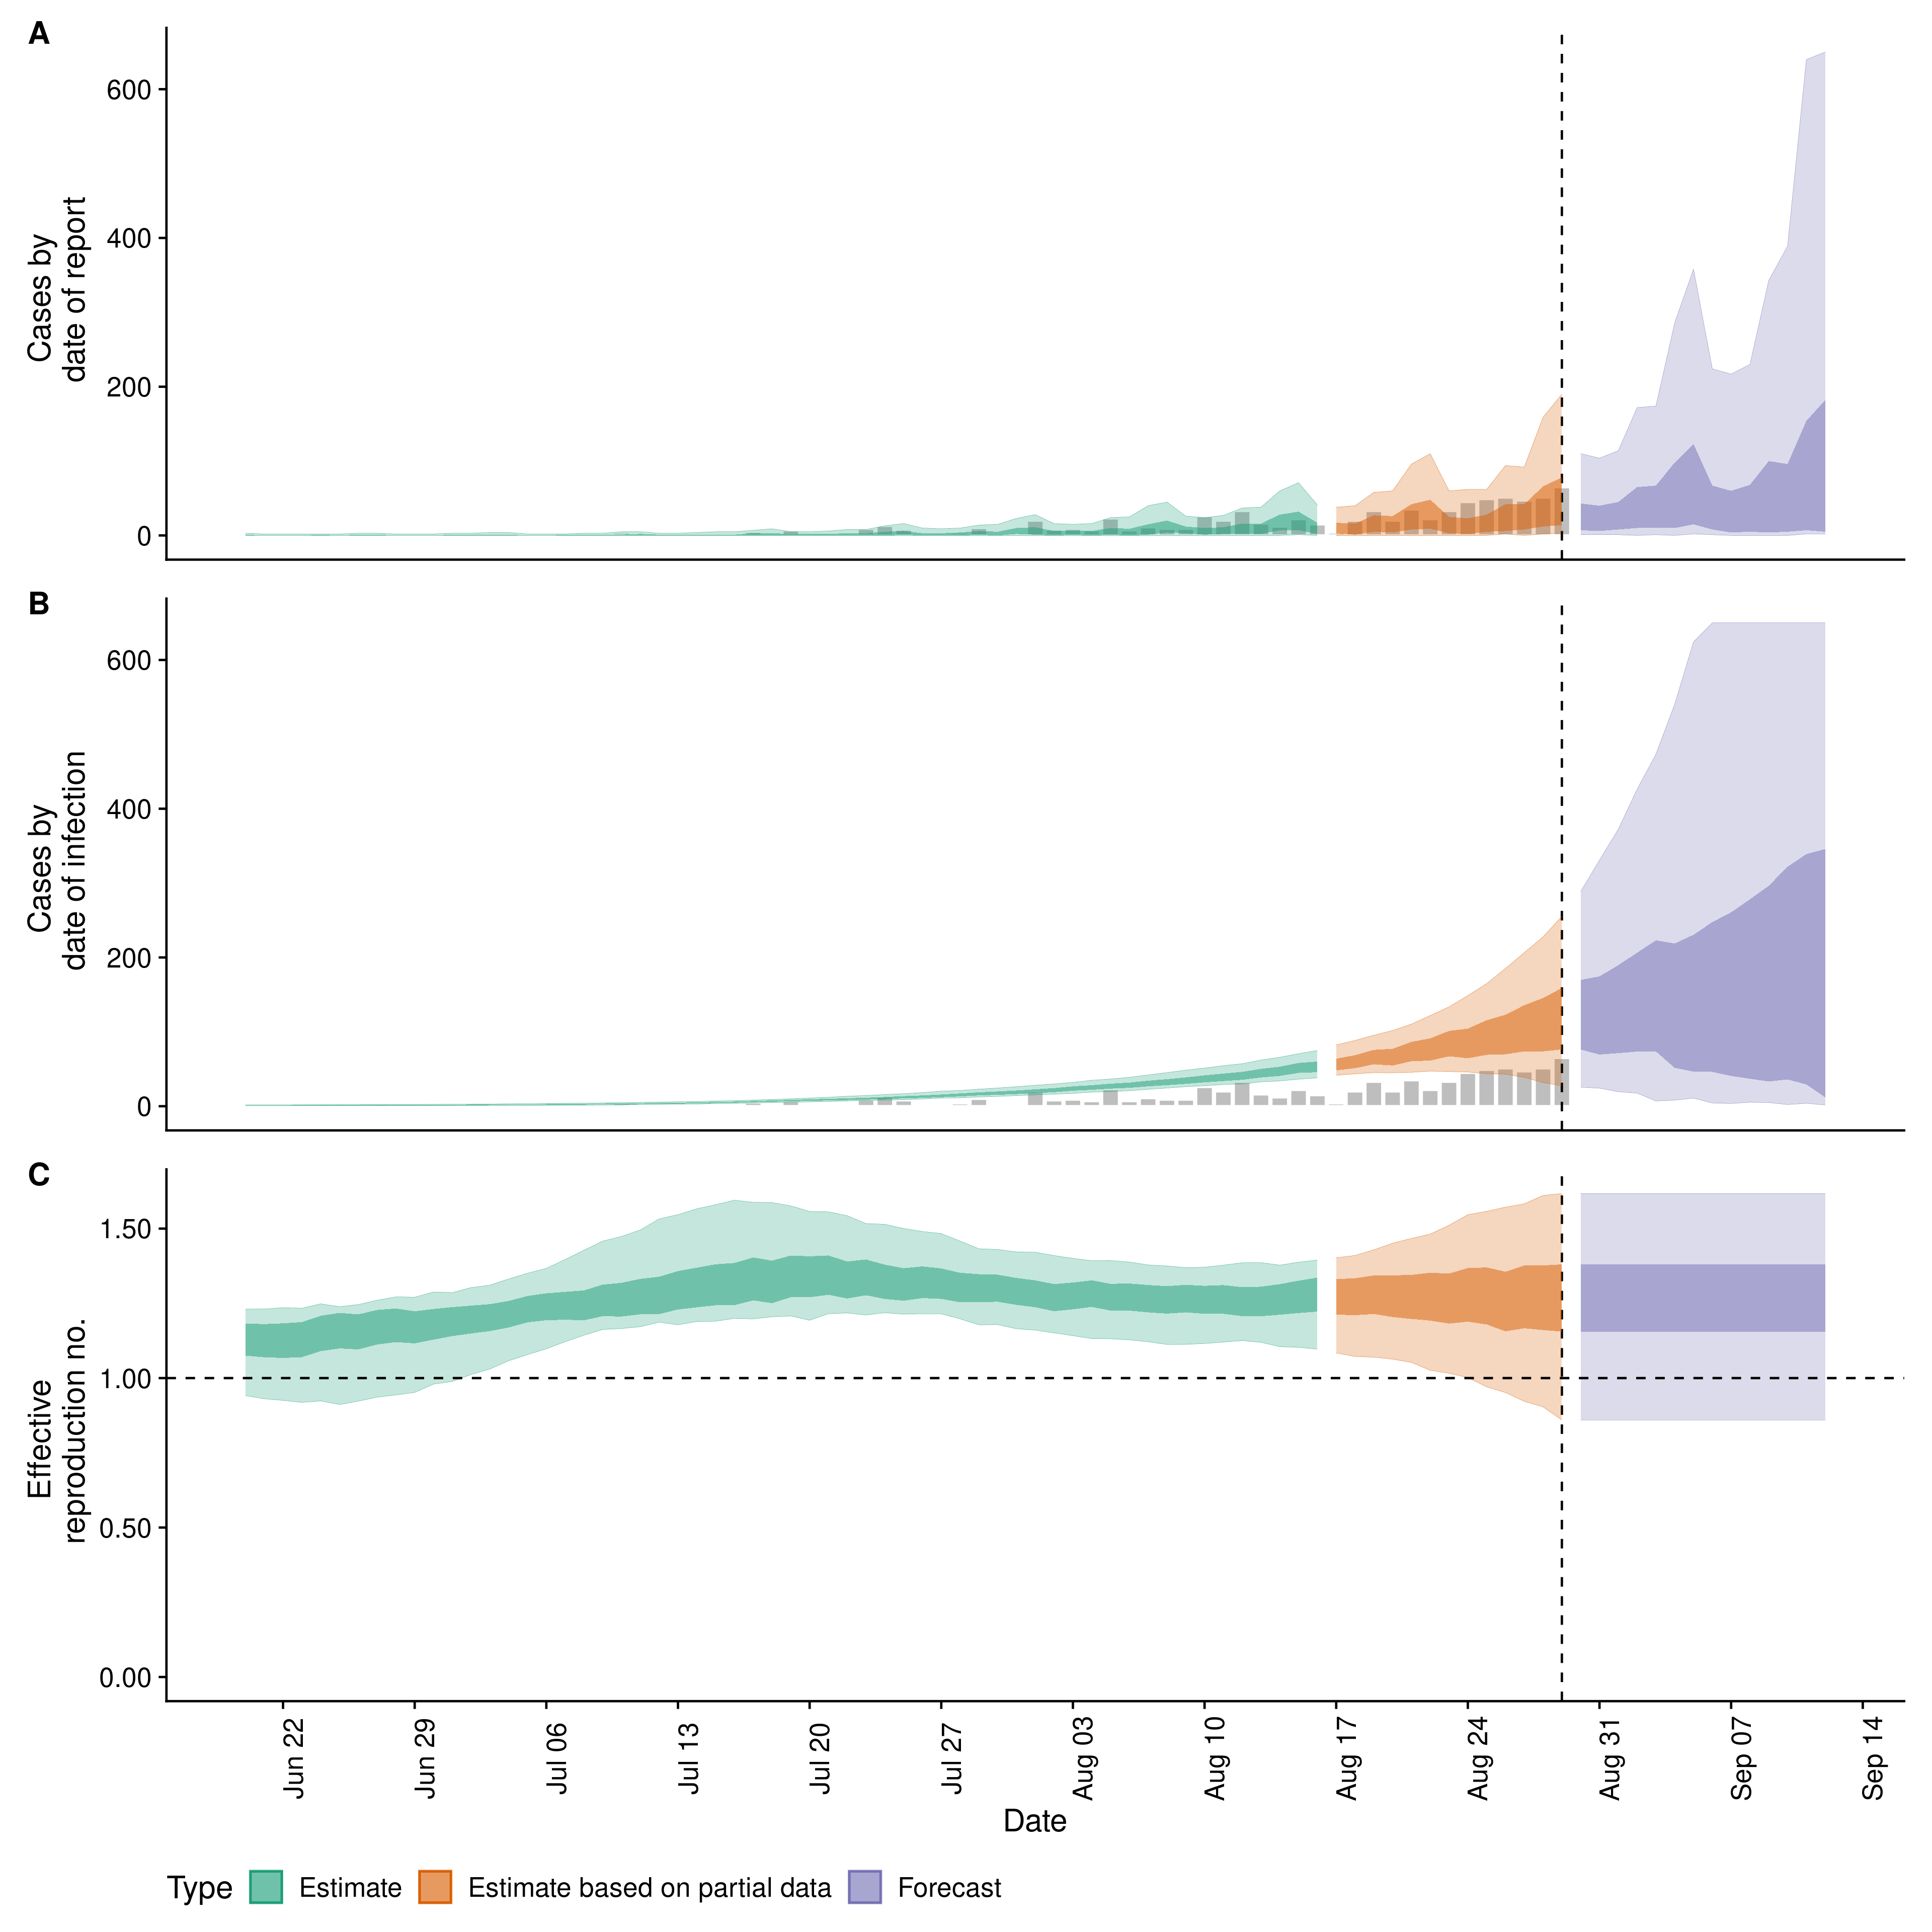 A
Cases by
date of report
600
400
200
0
B
Cases by
date of infection
600
400
200
0
C
Effective
reproduction no.
1.50
1.00
0.50
0.00
Jun 22
Jun 29
Jul 06
Jul 13
Jul 20
Jul 27
Aug 03
Aug 10
Aug 17
Aug 24
Aug 31
Sep 07
Sep 14
Date
Type Estimate Estimate based on partial data Forecast